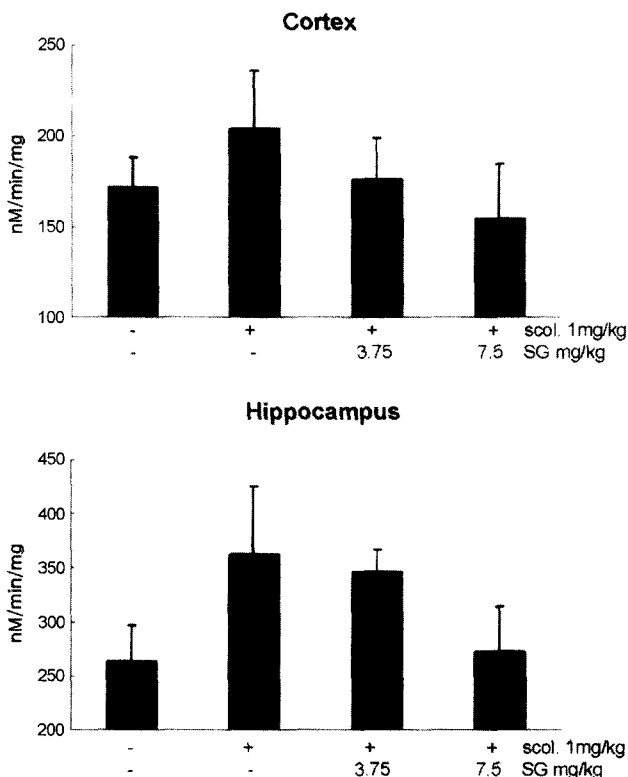 Cortex
250
200
150
100
nM/min/mg
- + + + scol. 1mg/kg
- - 3.75 7.5 SG mg/kg
Hippocampus
450
400
350
300
250
200
nM/min/mg
- + + + scol. 1mg/kg
- - 3.75 7.5 SG mg/kg